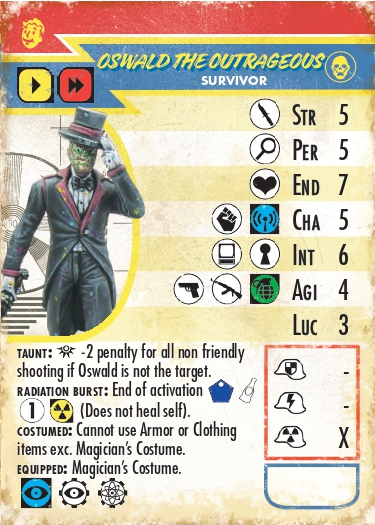 OSWALD THE OUTRAGEOUS
SURVIVOR
STR 5
PER 5
END 7
CHA 5
INT 6
AGI 4
LUC 3
TAUNT: -2 penalty for all non friendly
shooting if Oswald is not the target.
RADIATION BURST: End of activation
1 (Does not heal self).
COSTUMED: Cannot use Armor or Clothing
items exc. Magician's Costume.
EQUIPPED: Magician's Costume.
-
-
X